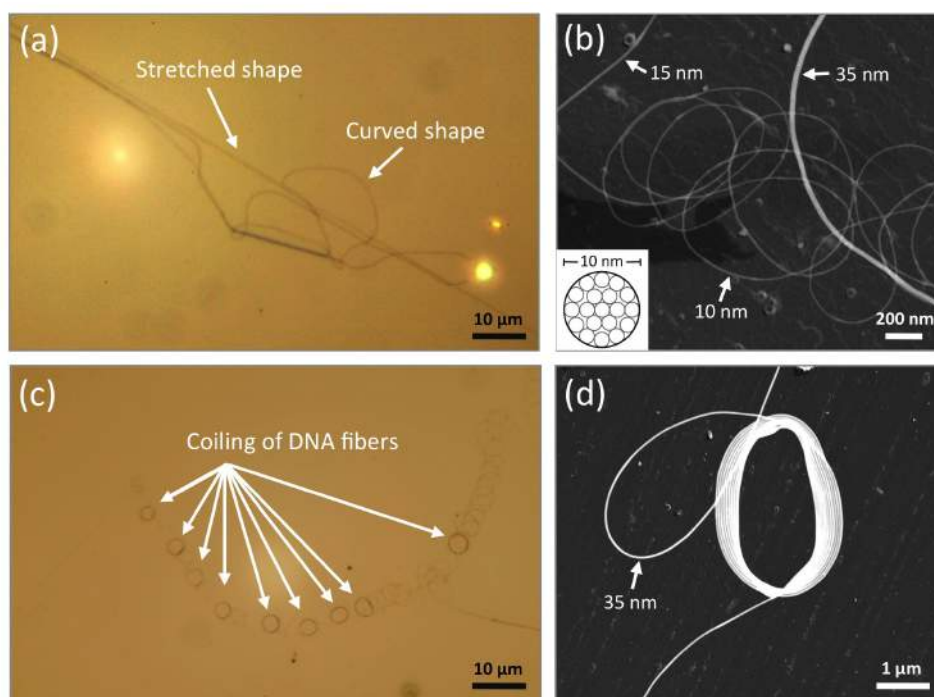 (a)
Stretched shape
Curved shape
10 µm
(b)
15 nm
35 nm
10 nm
10 nm
200 nm
(c)
Coiling of DNA fibers
10 µm
(d)
35 nm
1 µm